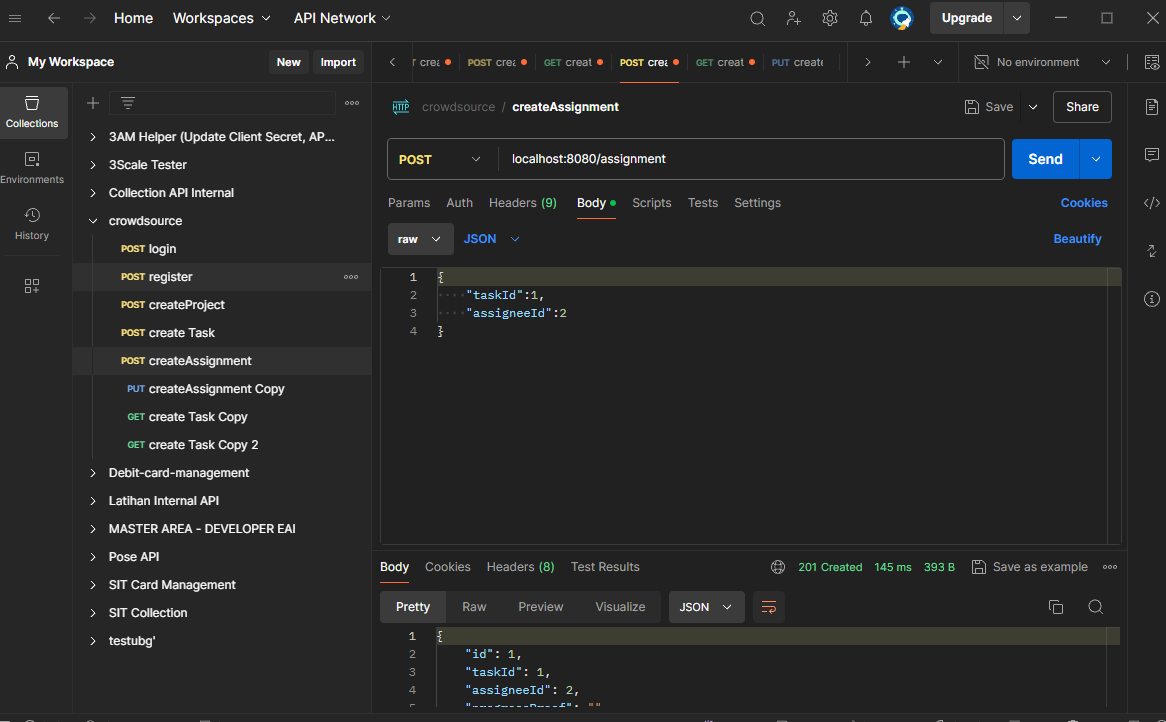 Home Workspaces API Network Upgrade
My Workspace New Import
POST crea GET creat POST crea GET creat PUT create No environment
Collections
Environments
History
3AM Helper (Update Client Secret, AP...
3Scale Tester
Collection API Internal
crowdsource
POST login
POST register
POST createProject
POST create Task
POST createAssignment
PUT createAssignment Copy
GET create Task Copy
GET create Task Copy 2
Debit-card-management
Latihan Internal API
MASTER AREA - DEVELOPER EAI
Pose API
SIT Card Management
SIT Collection
testubg'
HTTP crowdsource / createAssignment Save Share
POST localhost:8080/assignment Send
Params Auth Headers (9) Body Scripts Tests Settings Cookies
raw JSON Beautify
1 {
2 "taskId":1,
3 "assigneeId":2
4 }
Body Cookies Headers (8) Test Results 201 Created 145 ms 393 B Save as example
Pretty Raw Preview Visualize JSON
1 {
2 "id": 1,
3 "taskId": 1,
4 "assigneeId": 2,